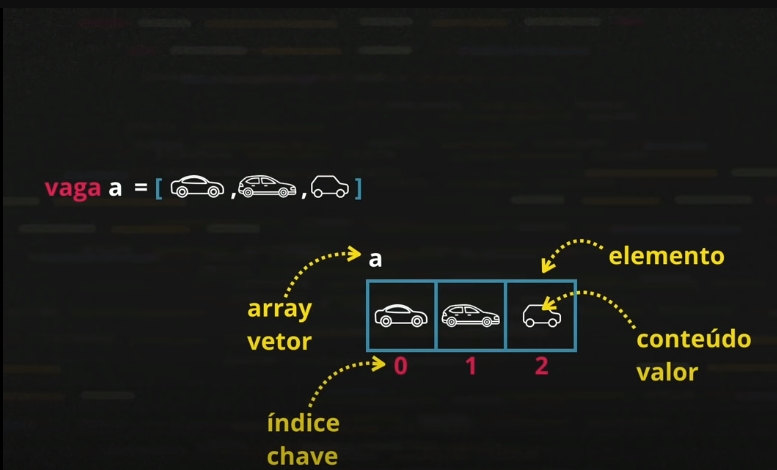 vaga a = [ , , ]
a
elemento
array
vetor
conteúdo
valor
0 1 2
índice
chave